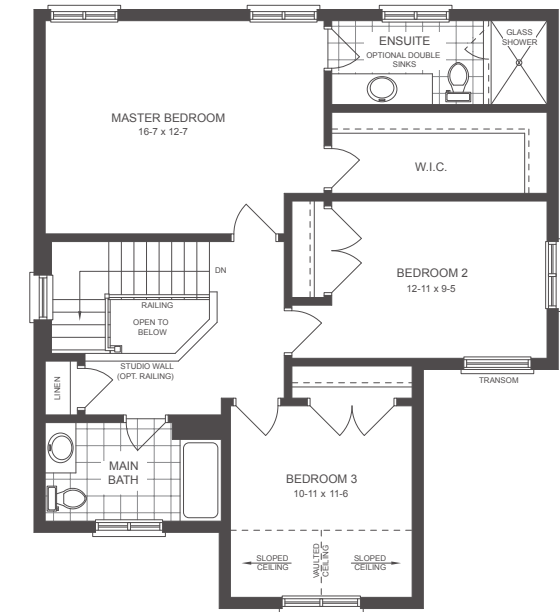 GLASS
SHOWER
ENSUITE
OPTIONAL DOUBLE
SINKS
MASTER BEDROOM
16-7 x 12-7
W.I.C.
DN
BEDROOM 2
12-11 x 9-5
RAILING
OPEN TO
BELOW
STUDIO WALL
(OPT. RAILING)
TRANSOM
LINEN
MAIN
BATH
BEDROOM 3
10-11 x 11-6
SLOPED
CEILING
VAULTED
CEILING
SLOPED
CEILING